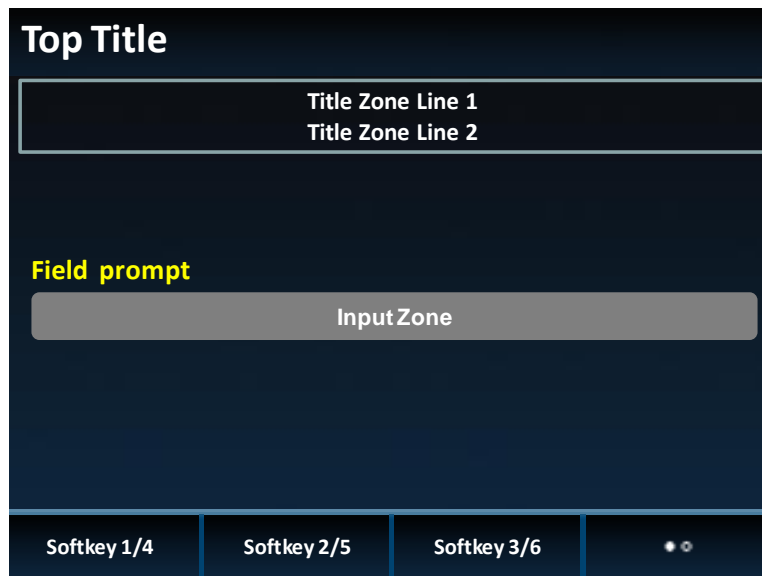 Top Title
Title Zone Line 1
Title Zone Line 2
Field prompt
Input Zone
Softkey 1/4 Softkey 2/5 Softkey 3/6